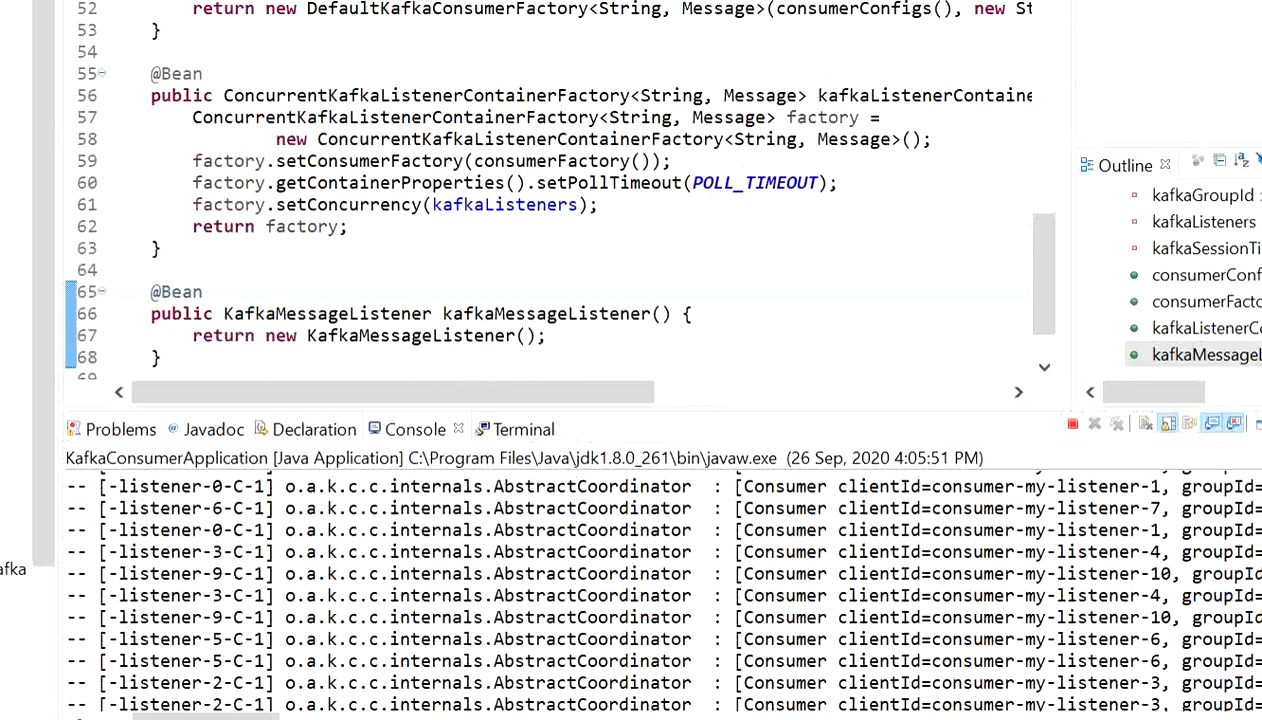 52 return new DefaultKafkaConsumerFactory<String, Message>(consumerConfigs(), new St
53 }
54
55 @Bean
56 public ConcurrentKafkaListenerContainerFactory<String, Message> kafkaListenerContaine
57 ConcurrentKafkaListenerContainerFactory<String, Message> factory =
58 new ConcurrentKafkaListenerContainerFactory<String, Message>();
59 factory.setConsumerFactory(consumerFactory());
60 factory.getContainerProperties().setPollTimeout(POLL_TIMEOUT);
61 factory.setConcurrency(kafkaListeners);
62 return factory;
63 }
64
65 @Bean
66 public KafkaMessageListener kafkaMessageListener() {
67 return new KafkaMessageListener();
68 }
69
Outline
kafkaGroupId :
kafkaListeners
kafkaSessionTi
consumerConf
consumerFacto
kafkaListenerCo
kafkaMessageL
Problems @ Javadoc Declaration Console Terminal
KafkaConsumerApplication [Java Application] C:\Program Files\Java\jdk1.8.0_261\bin\javaw.exe (26 Sep, 2020 4:05:51 PM)
-- [-listener-0-C-1] o.a.k.c.c.internals.AbstractCoordinator : [Consumer clientId=consumer-my-listener-1, groupId=
-- [-listener-6-C-1] o.a.k.c.c.internals.AbstractCoordinator : [Consumer clientId=consumer-my-listener-7, groupId=
-- [-listener-0-C-1] o.a.k.c.c.internals.AbstractCoordinator : [Consumer clientId=consumer-my-listener-1, groupId=
-- [-listener-3-C-1] o.a.k.c.c.internals.AbstractCoordinator : [Consumer clientId=consumer-my-listener-4, groupId=
-- [-listener-9-C-1] o.a.k.c.c.internals.AbstractCoordinator : [Consumer clientId=consumer-my-listener-10, groupId
-- [-listener-3-C-1] o.a.k.c.c.internals.AbstractCoordinator : [Consumer clientId=consumer-my-listener-4, groupId=
-- [-listener-9-C-1] o.a.k.c.c.internals.AbstractCoordinator : [Consumer clientId=consumer-my-listener-10, groupId
-- [-listener-5-C-1] o.a.k.c.c.internals.AbstractCoordinator : [Consumer clientId=consumer-my-listener-6, groupId=
-- [-listener-5-C-1] o.a.k.c.c.internals.AbstractCoordinator : [Consumer clientId=consumer-my-listener-6, groupId=
-- [-listener-2-C-1] o.a.k.c.c.internals.AbstractCoordinator : [Consumer clientId=consumer-my-listener-3, groupId=
-- [-listener-2-C-1] o.a.k.c.c.internals.AbstractCoordinator : [Consumer clientId=consumer-my-listener-3, groupId=
afka